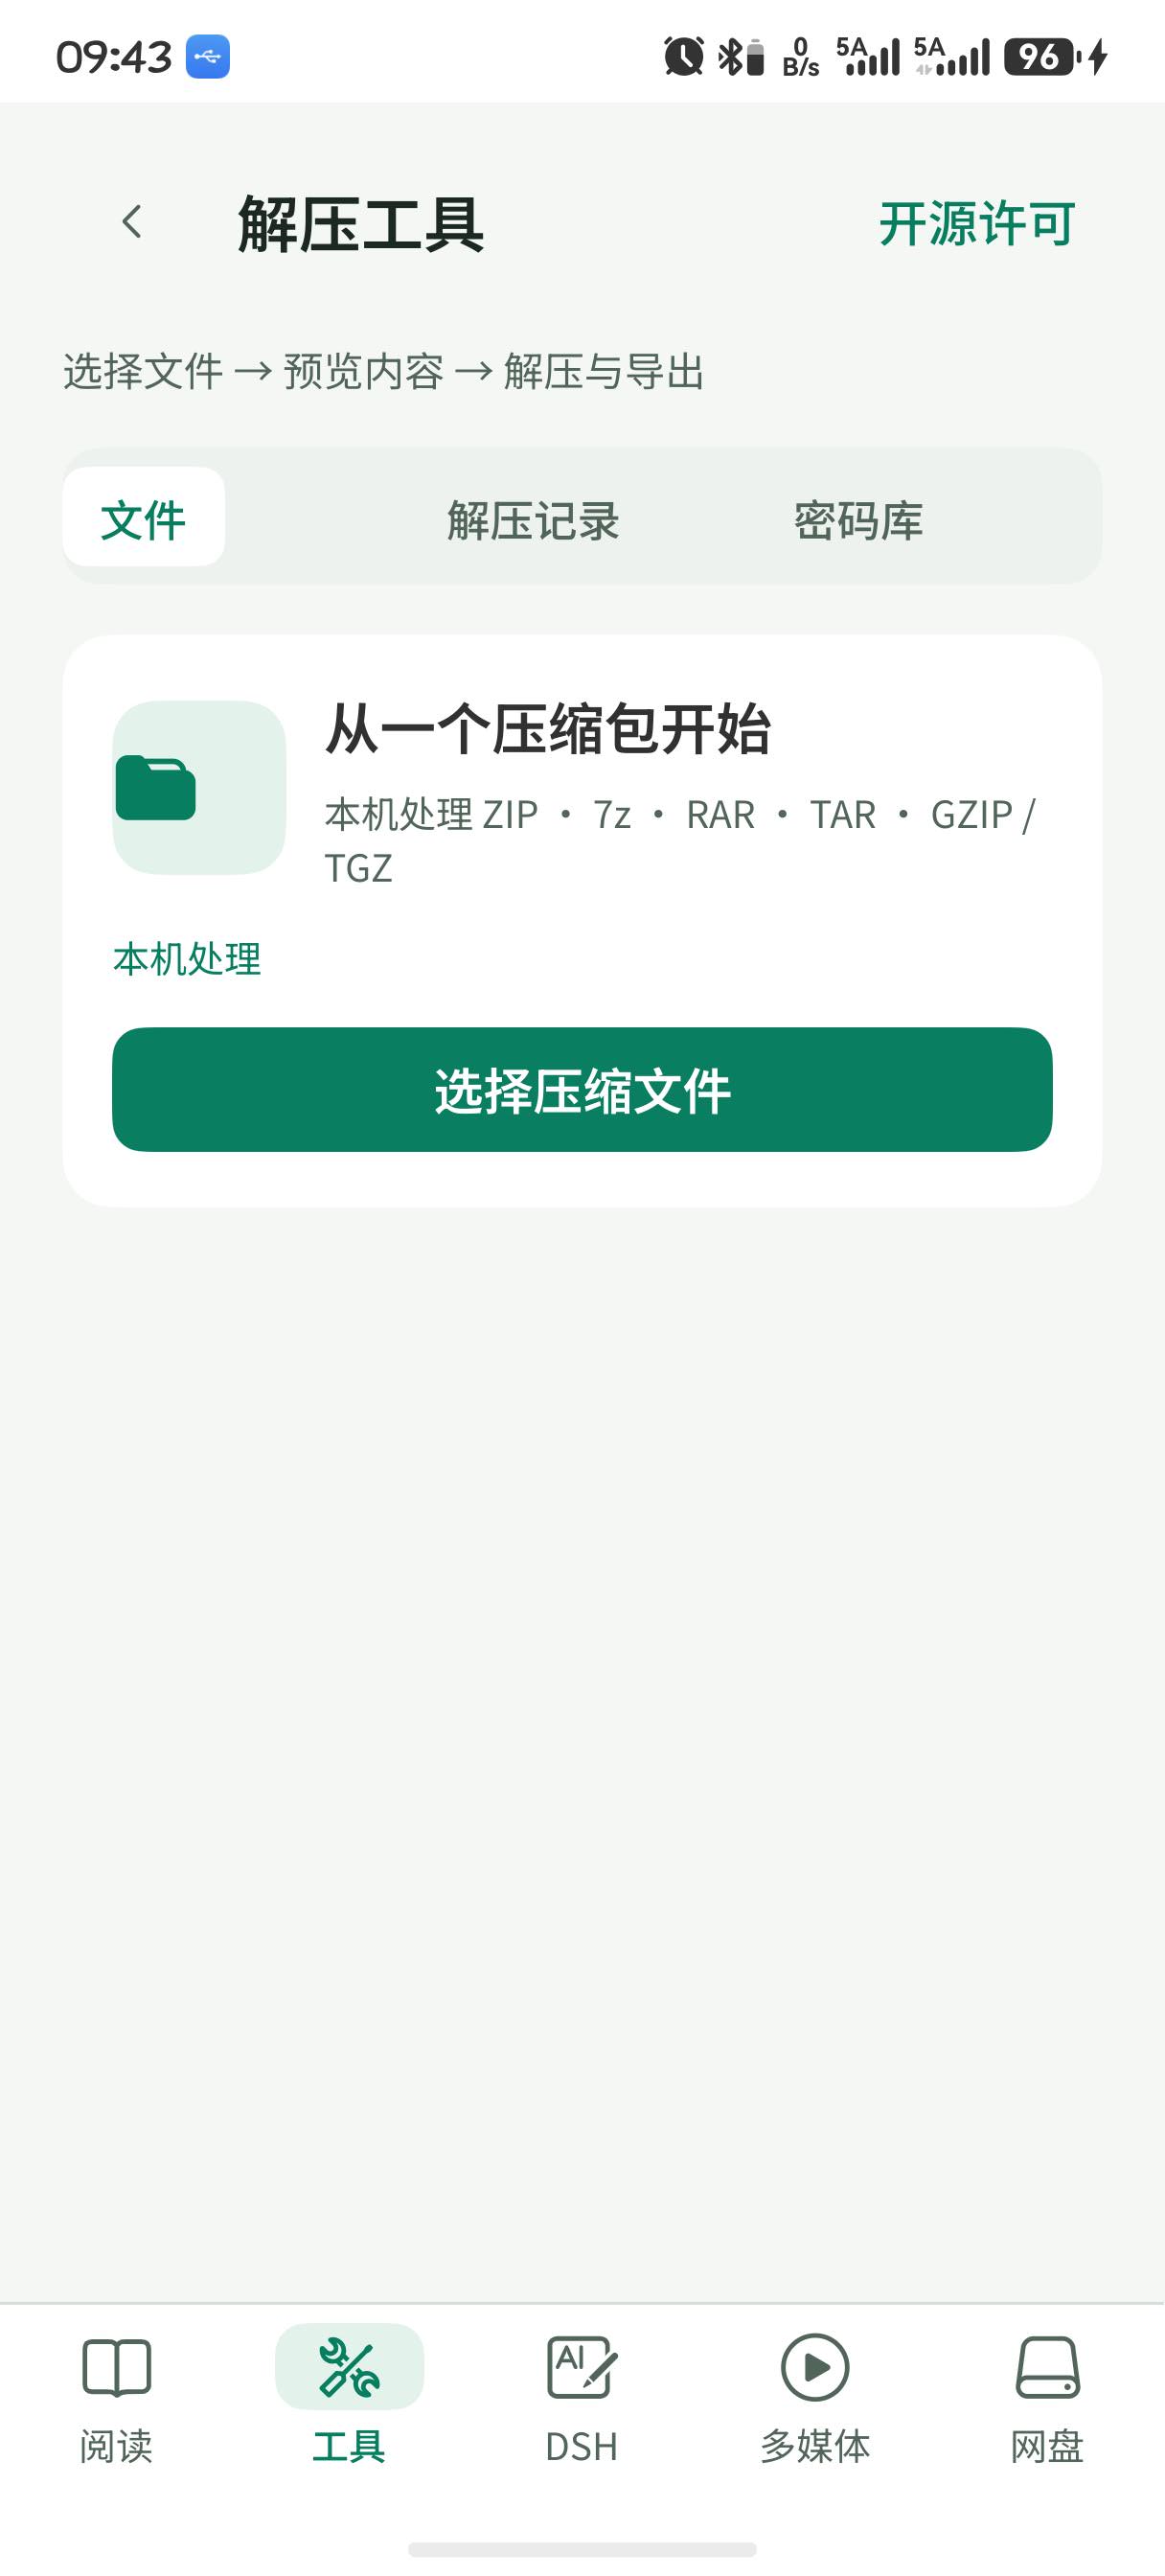 09:43
0 B/s 5A 5A 96
解压工具
开源许可
选择文件 → 预览内容 → 解压与导出
文件
解压记录
密码库
从一个压缩包开始
本机处理 ZIP · 7z · RAR · TAR · GZIP /
TGZ
本机处理
选择压缩文件
AI
阅读
工具
DSH
多媒体
网盘